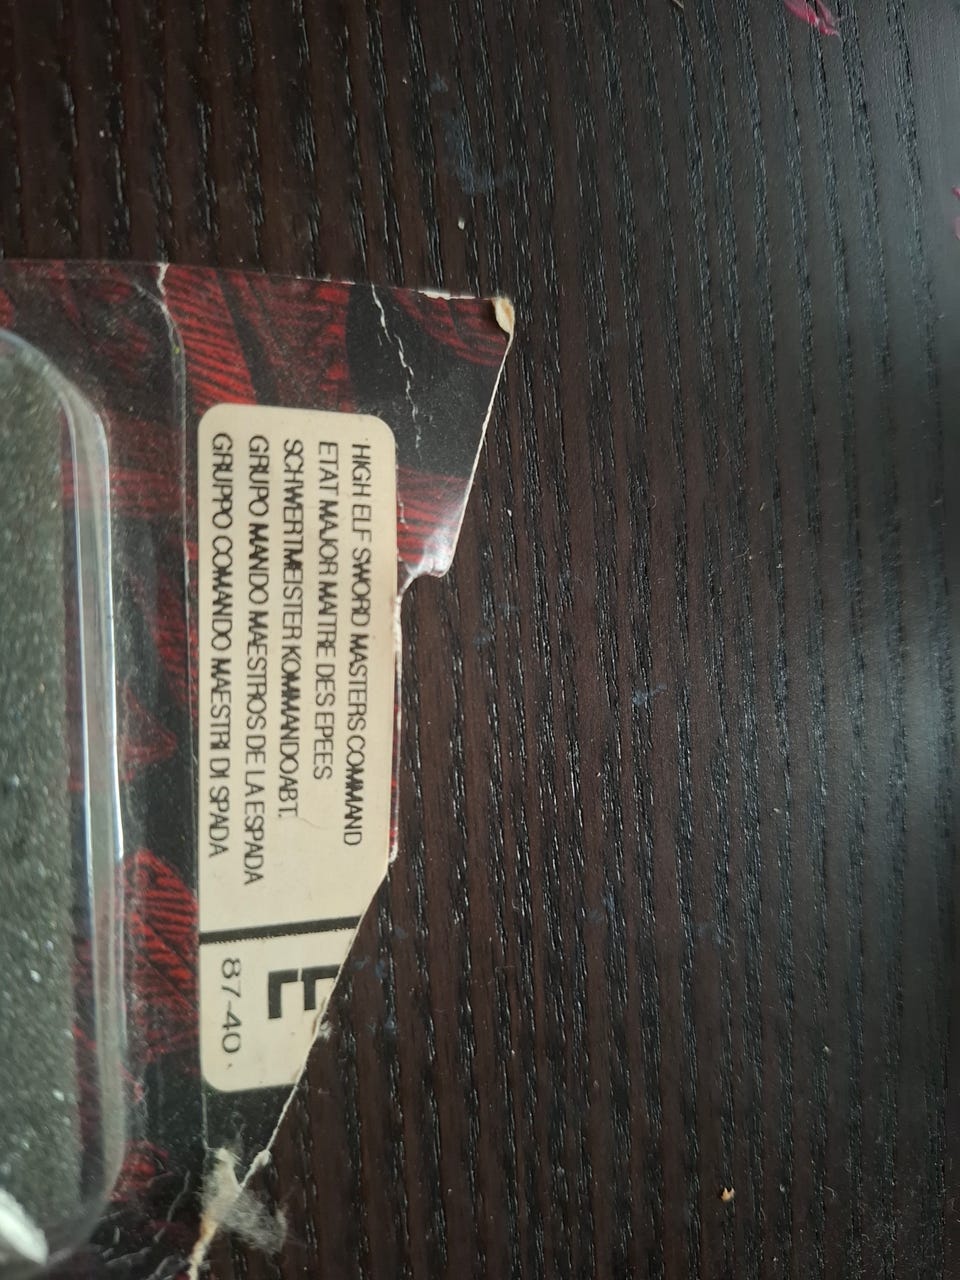 HIGH ELF SWORD MASTERS COMMAND
ETAT MAJOR MAITRE DES EPEES
SCHWERTMEISTER KOMMANDOABT.
GRUPO MANDO MAESTROS DE LA ESPADA
GRUPPO COMANDO MAESTRI DI SPADA
E
87-40